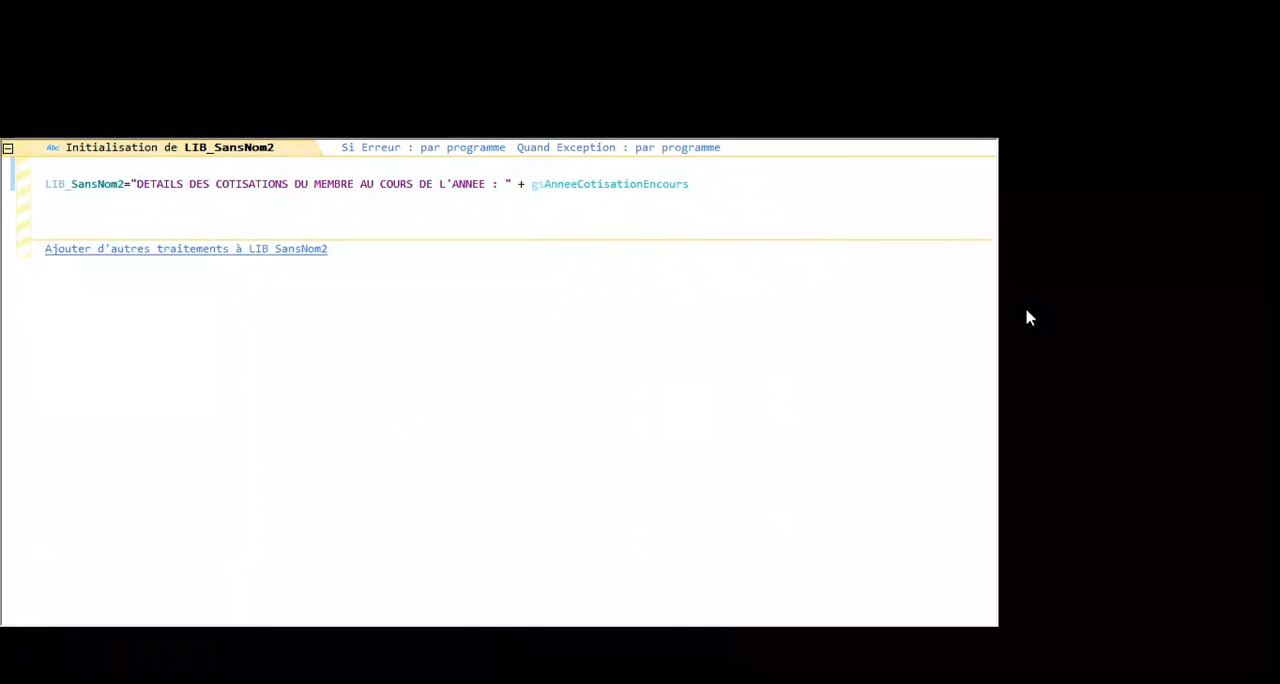 Abc Initialisation de LIB_SansNom2 Si Erreur : par programme Quand Exception : par programme
LIB_SansNom2="DETAILS DES COTISATIONS DU MEMBRE AU COURS DE L'ANNEE : " + gsAnneeCotisationEncours
Ajouter d'autres traitements à LIB SansNom2